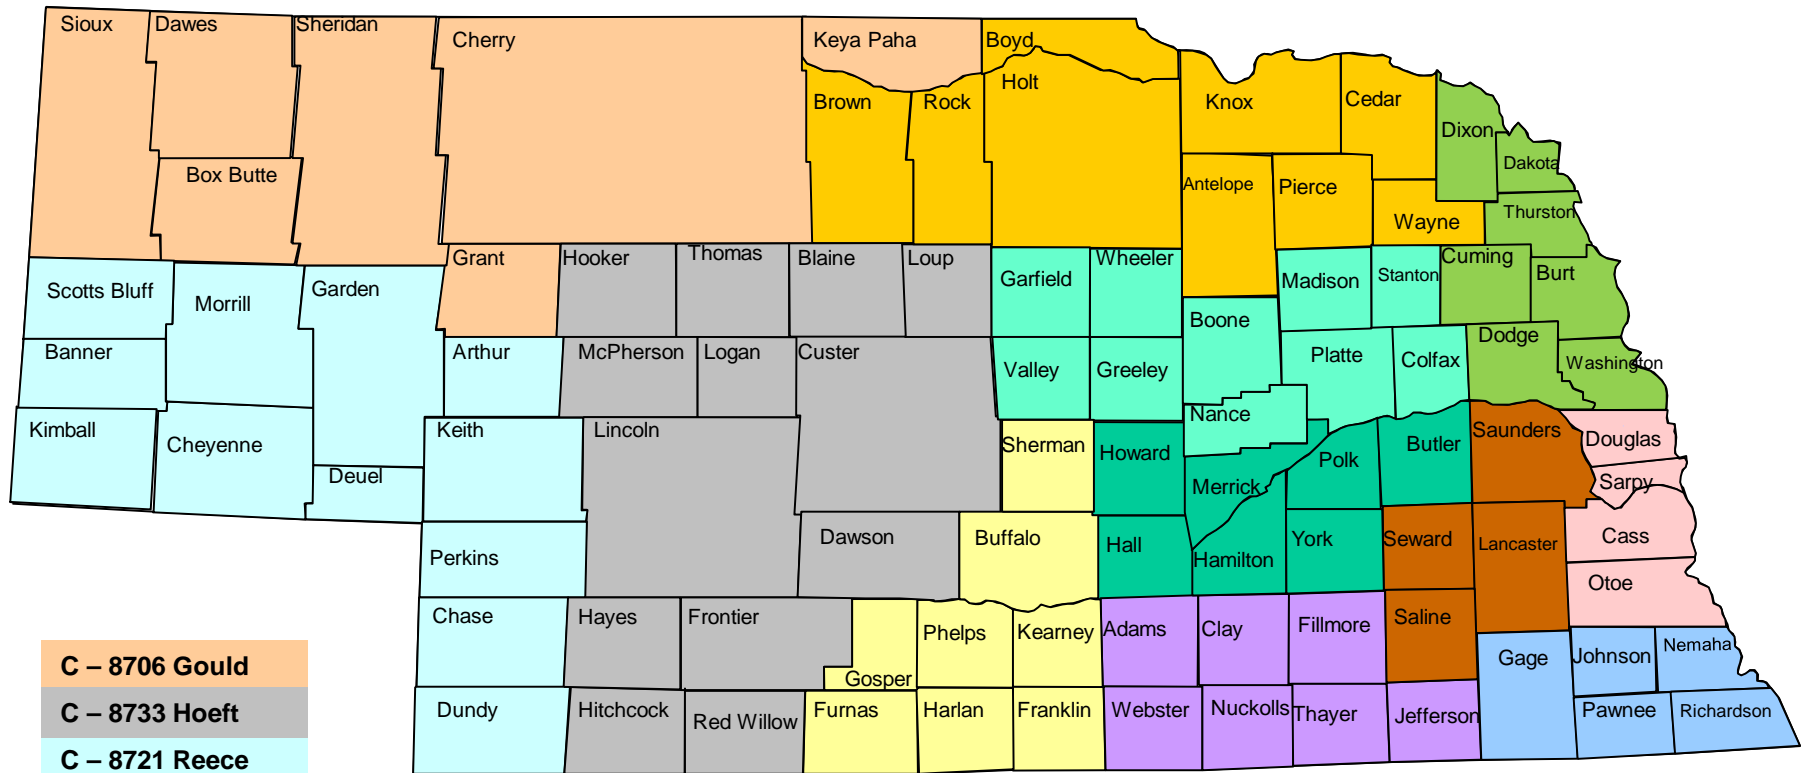 Sioux
Dawes
Sheridan
Cherry
Keya Paha
Boyd
Holt
Brown
Rock
Knox
Cedar
Dixon
Dakota
Box Butte
Antelope
Pierce
Wayne
Thurston
Grant
Hooker
Thomas
Blaine
Loup
Garfield
Wheeler
Madison
Stanton
Cuming
Burt
Scotts Bluff
Morrill
Garden
Boone
Banner
Arthur
McPherson
Logan
Custer
Valley
Greeley
Platte
Colfax
Dodge
Washington
Kimball
Cheyenne
Keith
Lincoln
Nance
Sherman
Howard
Merrick
Polk
Butler
Saunders
Douglas
Sarpy
Deuel
Perkins
Dawson
Buffalo
Hall
Hamilton
York
Seward
Lancaster
Cass
Otoe
Chase
Hayes
Frontier
Gosper
Phelps
Kearney
Adams
Clay
Fillmore
Saline
Gage
Johnson
Nemaha
Dundy
Hitchcock
Red Willow
Furnas
Harlan
Franklin
Webster
Nuckolls
Thayer
Jefferson
Pawnee
Richardson
C – 8706 Gould
C – 8733 Hoeft
C – 8721 Reece